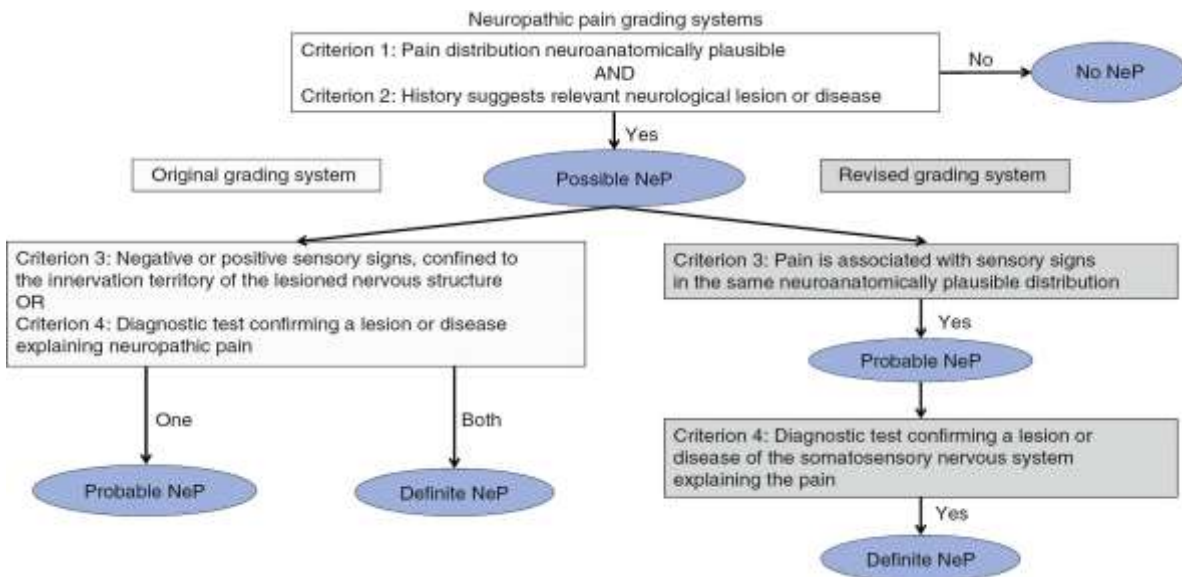 Neuropathic pain grading systems
Criterion 1: Pain distribution neuroanatomically plausible
AND
Criterion 2: History suggests relevant neurological lesion or disease
No
No NeP
Yes
Original grading system
Possible NeP
Revised grading system
Criterion 3: Negative or positive sensory signs, confined to
the innervation territory of the lesioned nervous structure
OR
Criterion 4: Diagnostic test confirming a lesion or disease
explaining neuropathic pain
One
Both
Probable NeP
Definite NeP
Criterion 3: Pain is associated with sensory signs
in the same neuroanatomically plausible distribution
Yes
Probable NeP
Criterion 4: Diagnostic test confirming a lesion or
disease of the somatosensory nervous system
explaining the pain
Yes
Definite NeP